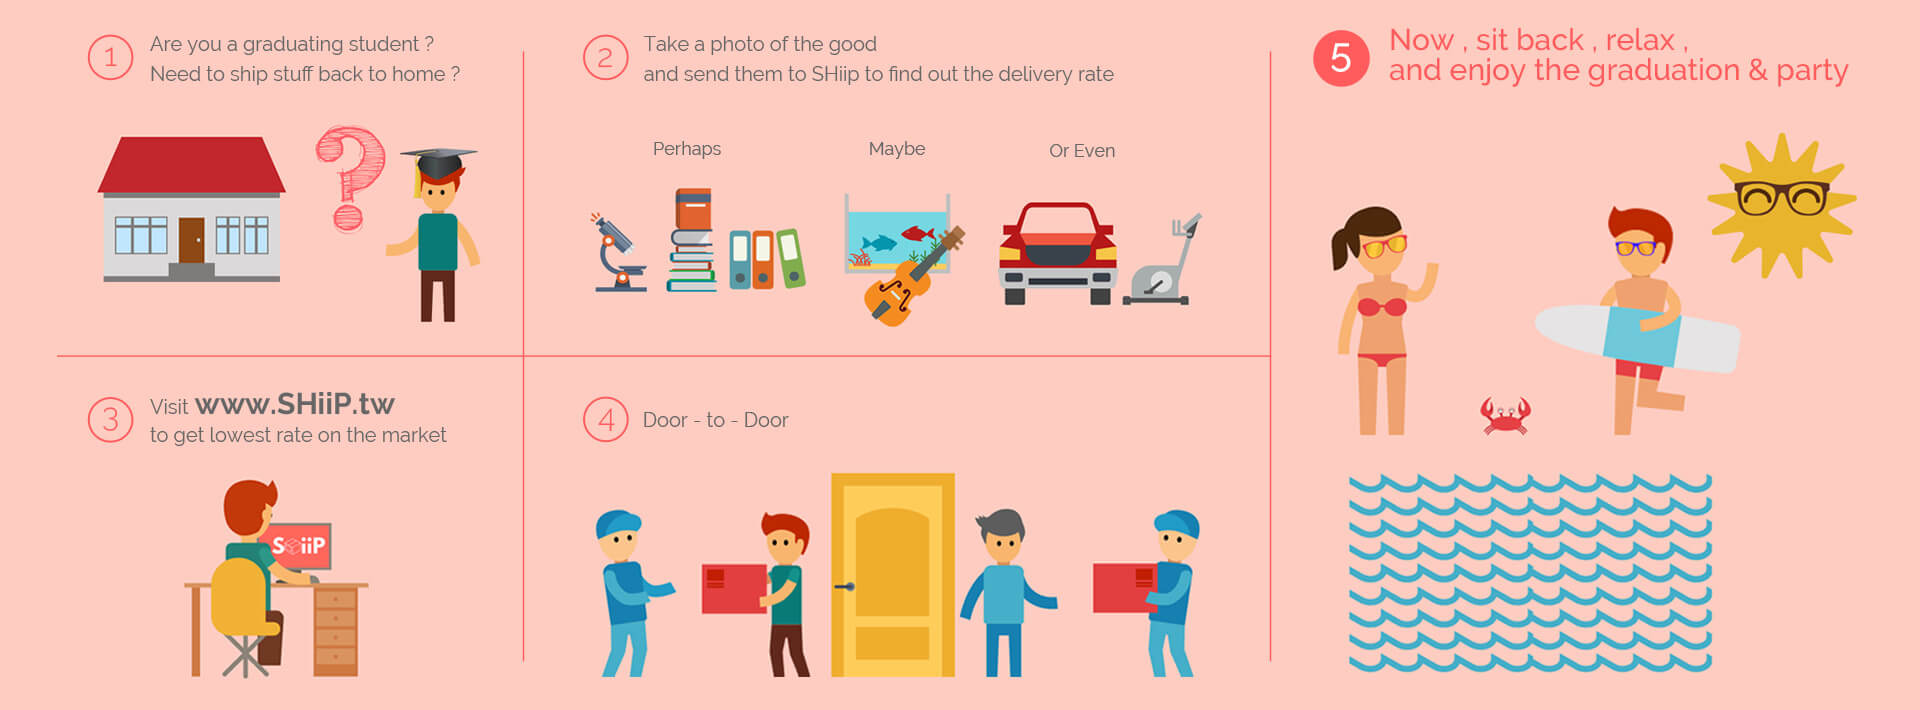 1
Are you a graduating student ?
Need to ship stuff back to home ?
2
Take a photo of the good
and send them to SHiip to find out the delivery rate
Perhaps
Maybe
Or Even
3
Visit www.SHiiP.tw
to get lowest rate on the market
SHiiP
4
Door - to - Door
5
Now , sit back , relax ,
and enjoy the graduation & party